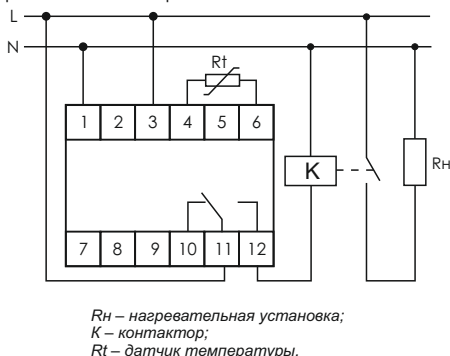 L
N
Rt
1 2 3 4 5 6
K
Rн
7 8 9 10 11 12
Rн – нагревательная установка;
К – контактор;
Rt – датчик температуры.